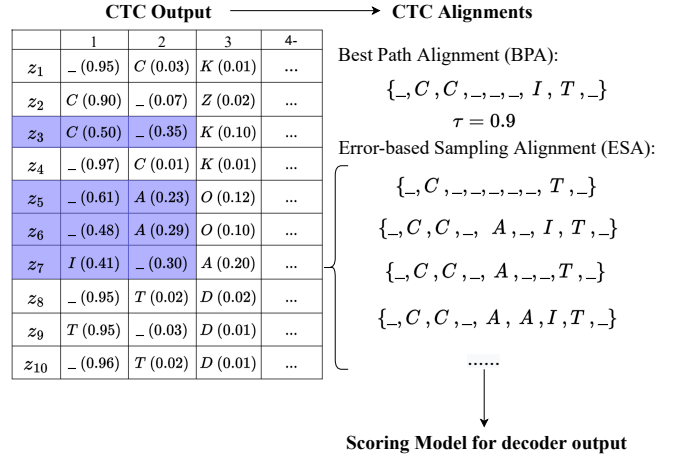 CTC Output
CTC Alignments
1 2 3 4-
z₁ _ (0.95) C (0.03) K (0.01) ...
z₂ C (0.90) _ (0.07) Z (0.02) ...
z₃ C (0.50) _ (0.35) K (0.10) ...
z₄ _ (0.97) C (0.01) K (0.01) ...
z₅ _ (0.61) A (0.23) O (0.12) ...
z₆ _ (0.48) A (0.29) O (0.10) ...
z₇ I (0.41) _ (0.30) A (0.20) ...
z₈ _ (0.95) T (0.02) D (0.02) ...
z₉ T (0.95) _ (0.03) D (0.01) ...
z₁₀ _ (0.96) T (0.02) D (0.01) ...
Best Path Alignment (BPA):
{_, C, C, _, _, _, I, T, _}
τ = 0.9
Error-based Sampling Alignment (ESA):
{_, C, _, _, _, _, _, T, _}
{_, C, C, _, A, _, I, T, _}
{_, C, C, _, A, _, _, T, _}
{_, C, C, _, A, A, I, T, _}
......
Scoring Model for decoder output